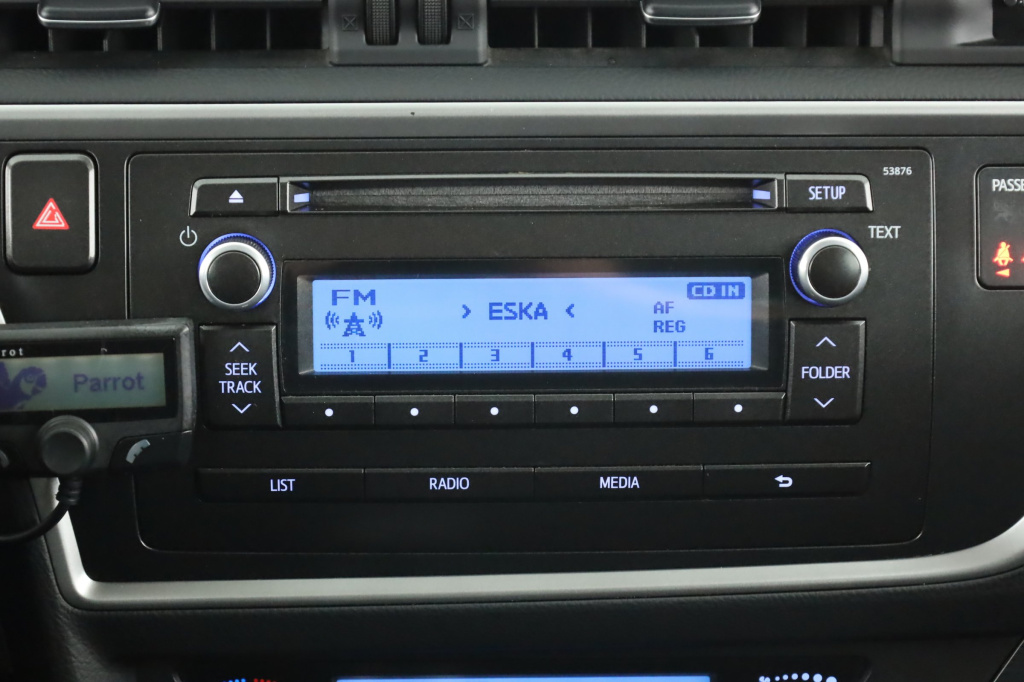 53876
SETUP
PASSE
TEXT
FM
› ESKA ‹
CD IN
AF
REG
1 2 3 4 5 6
SEEK
TRACK
FOLDER
rrot
Parrot
LIST RADIO MEDIA